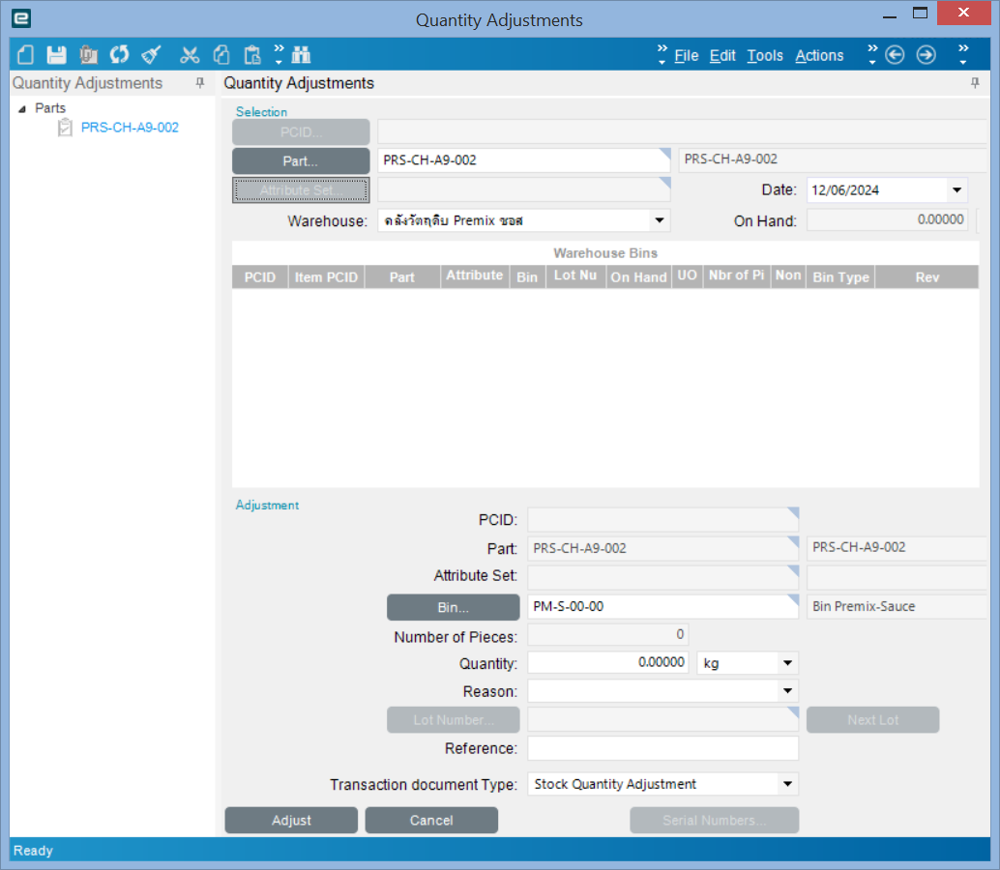 Quantity Adjustments
File Edit Tools Actions
Quantity Adjustments
Quantity Adjustments
Parts
PRS-CH-A9-002
Selection
PCID...
Part... PRS-CH-A9-002 PRS-CH-A9-002
Attribute Set... Date: 12/06/2024
Warehouse: คลังวัตถุดิบ Premix ซอส On Hand: 0.00000
Warehouse Bins
PCID Item PCID Part Attribute Bin Lot Nu On Hand UO Nbr of Pi Non Bin Type Rev
Adjustment
PCID:
Part: PRS-CH-A9-002 PRS-CH-A9-002
Attribute Set:
Bin... PM-S-00-00 Bin Premix-Sauce
Number of Pieces: 0
Quantity: 0.00000 kg
Reason:
Lot Number... Next Lot
Reference:
Transaction document Type: Stock Quantity Adjustment
Adjust Cancel Serial Numbers...
Ready